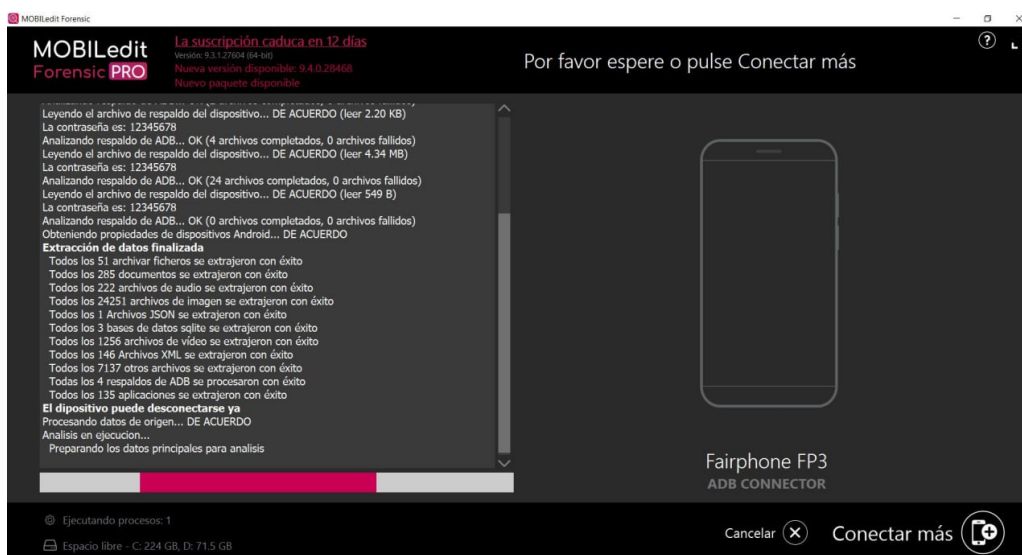 MOBILedit Forensic
MOBILedit
Forensic PRO
La suscripción caduca en 12 días
Versión: 9.3.1.27604 (64-bit)
Nueva versión disponible: 9.4.0.28468
Nuevo paquete disponible
Por favor espere o pulse Conectar más
Leyendo el archivo de respaldo del dispositivo... DE ACUERDO (leer 2.20 KB)
La contraseña es: 12345678
Analizando respaldo de ADB... OK (4 archivos completados, 0 archivos fallidos)
Leyendo el archivo de respaldo del dispositivo... DE ACUERDO (leer 4.34 MB)
La contraseña es: 12345678
Analizando respaldo de ADB... OK (24 archivos completados, 0 archivos fallidos)
Leyendo el archivo de respaldo del dispositivo... DE ACUERDO (leer 549 B)
La contraseña es: 12345678
Analizando respaldo de ADB... OK (0 archivos completados, 0 archivos fallidos)
Obteniendo propiedades de dispositivos Android... DE ACUERDO
Extracción de datos finalizada
Todos los 51 archivar ficheros se extrajeron con éxito
Todos los 285 documentos se extrajeron con éxito
Todos los 222 archivos de audio se extrajeron con éxito
Todos los 24251 archivos de imagen se extrajeron con éxito
Todos los 1 Archivos JSON se extrajeron con éxito
Todos los 3 bases de datos sqlite se extrajeron con éxito
Todos los 1256 archivos de vídeo se extrajeron con éxito
Todos los 146 Archivos XML se extrajeron con éxito
Todos los 7137 otros archivos se extrajeron con éxito
Todas los 4 respaldos de ADB se procesaron con éxito
Todos los 135 aplicaciones se extrajeron con éxito
El dipositivo puede desconectarse ya
Procesando datos de origen... DE ACUERDO
Analisis en ejecucion...
Preparando los datos principales para analisis
Fairphone FP3
ADB CONNECTOR
Ejecutando procesos: 1
Espacio libre - C: 224 GB, D: 71.5 GB
Cancelar
Conectar más